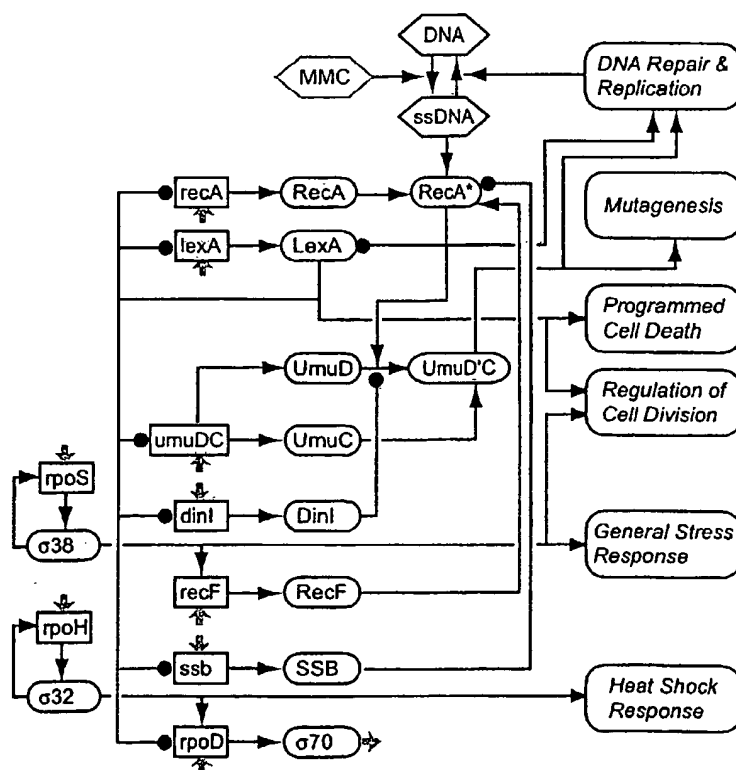 DNA
MMC
DNA Repair &
Replication
ssDNA
recA
RecA
RecA*
Mutagenesis
lexA
LexA
Programmed
Cell Death
UmuD
UmuD'C
Regulation of
Cell Division
umuDC
UmuC
rpoS
dinI
DinI
σ38
General Stress
Response
recF
RecF
rpoH
ssb
SSB
σ32
Heat Shock
Response
rpoD
σ70